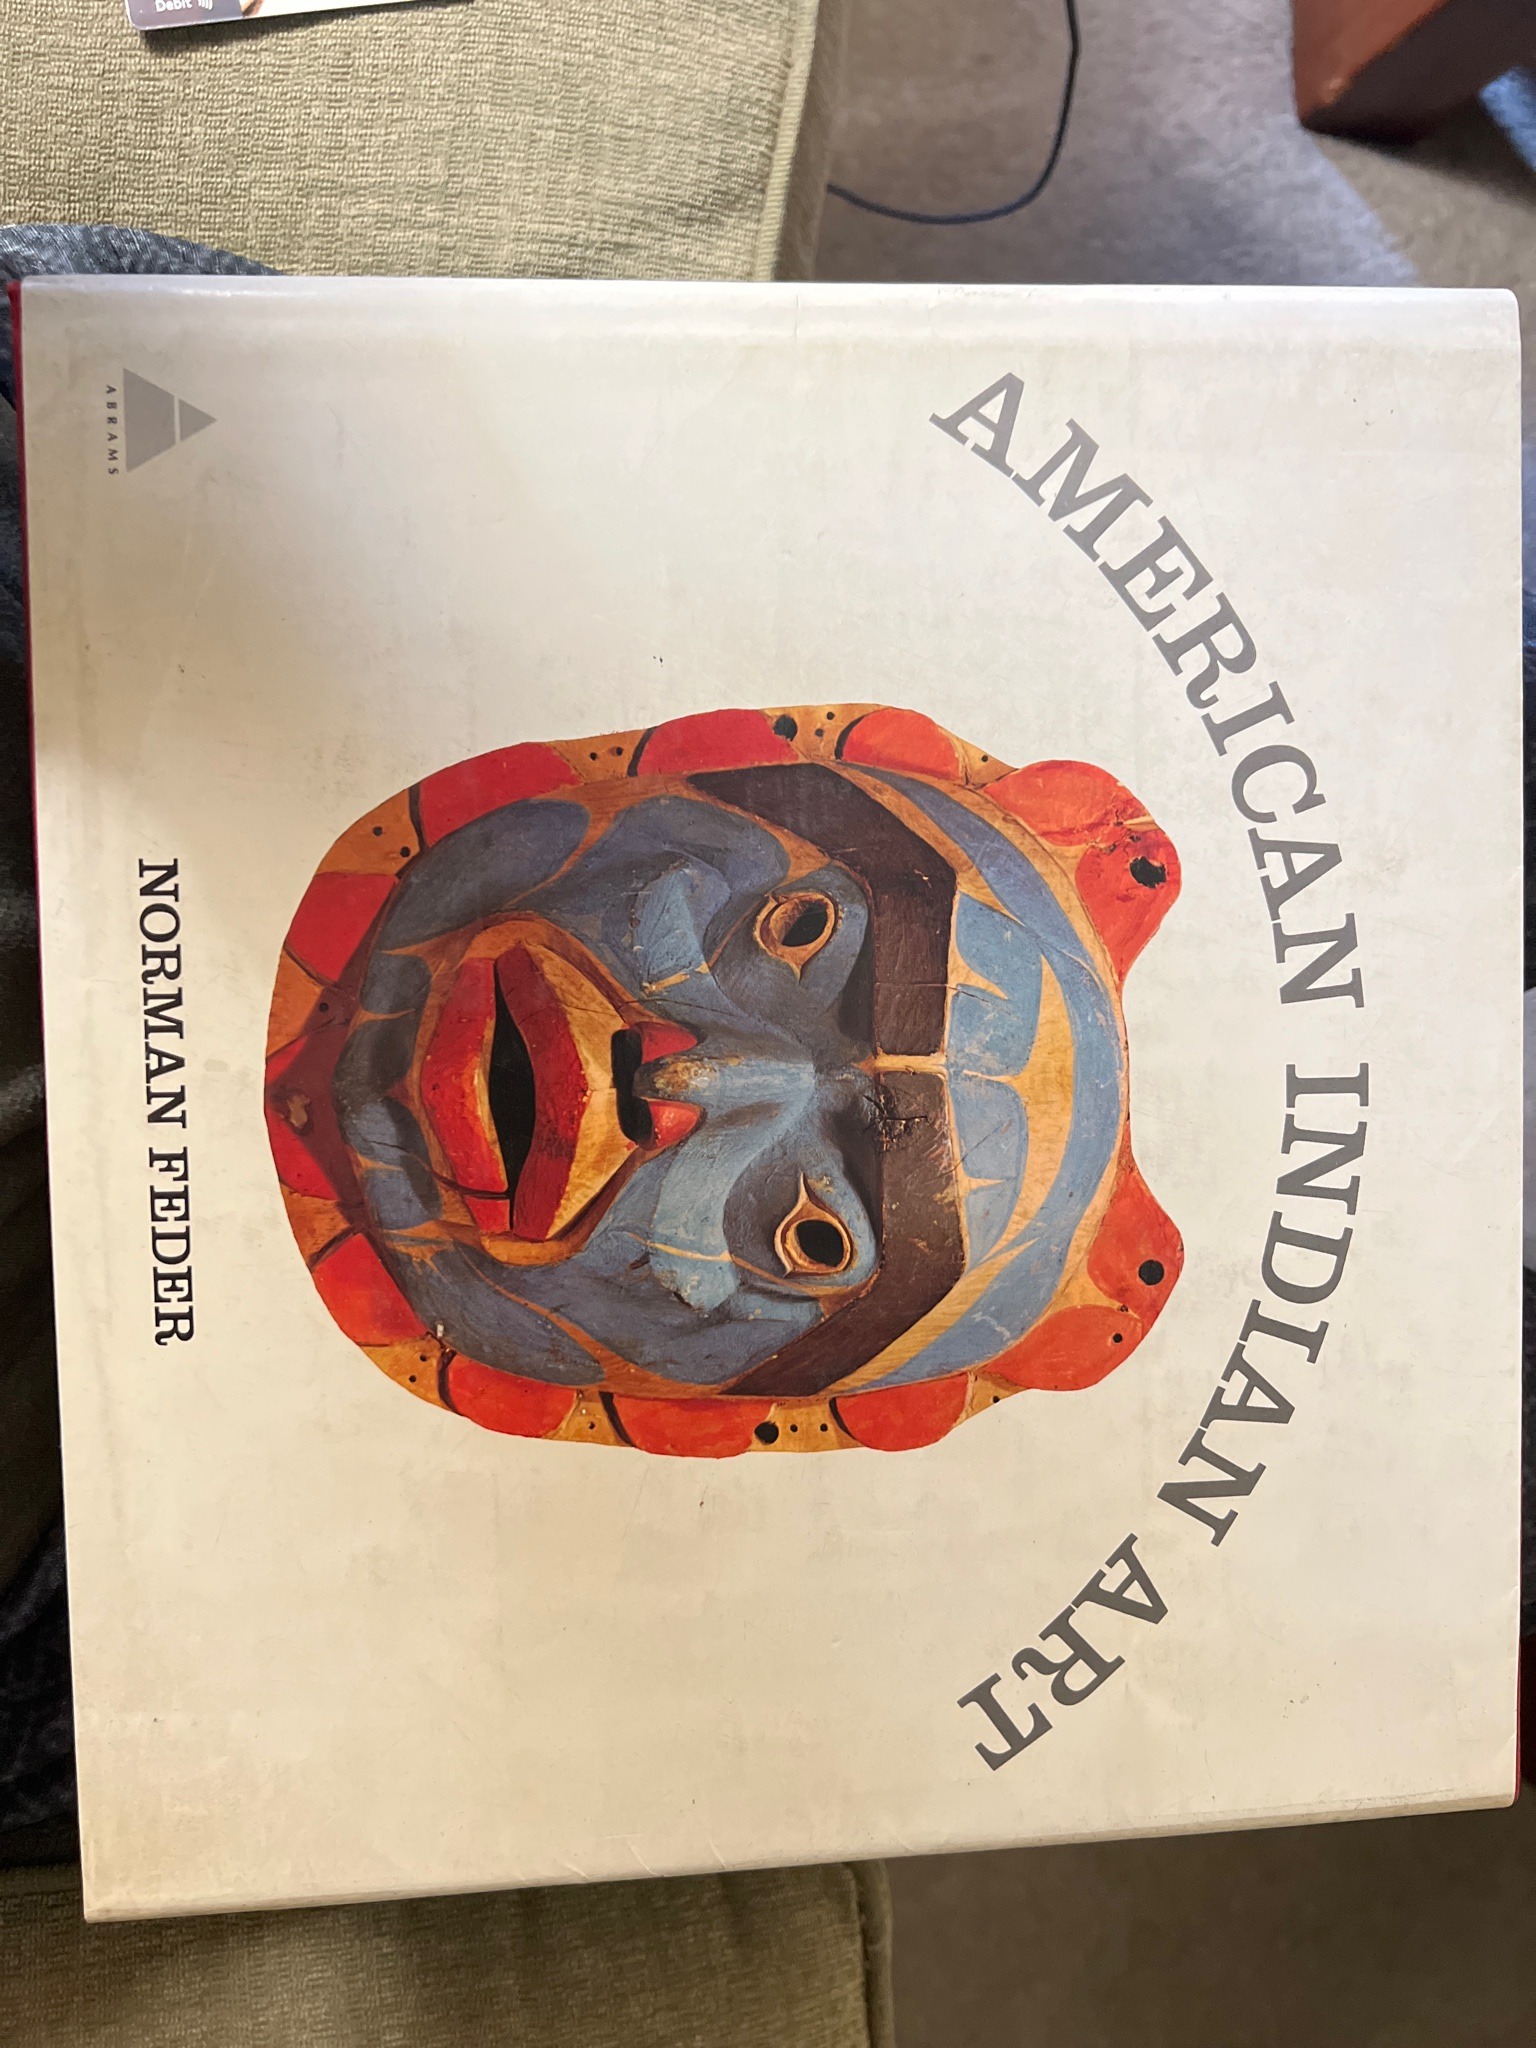 Debit
AMERICAN INDIAN ART
NORMAN FEDER
ABRAMS